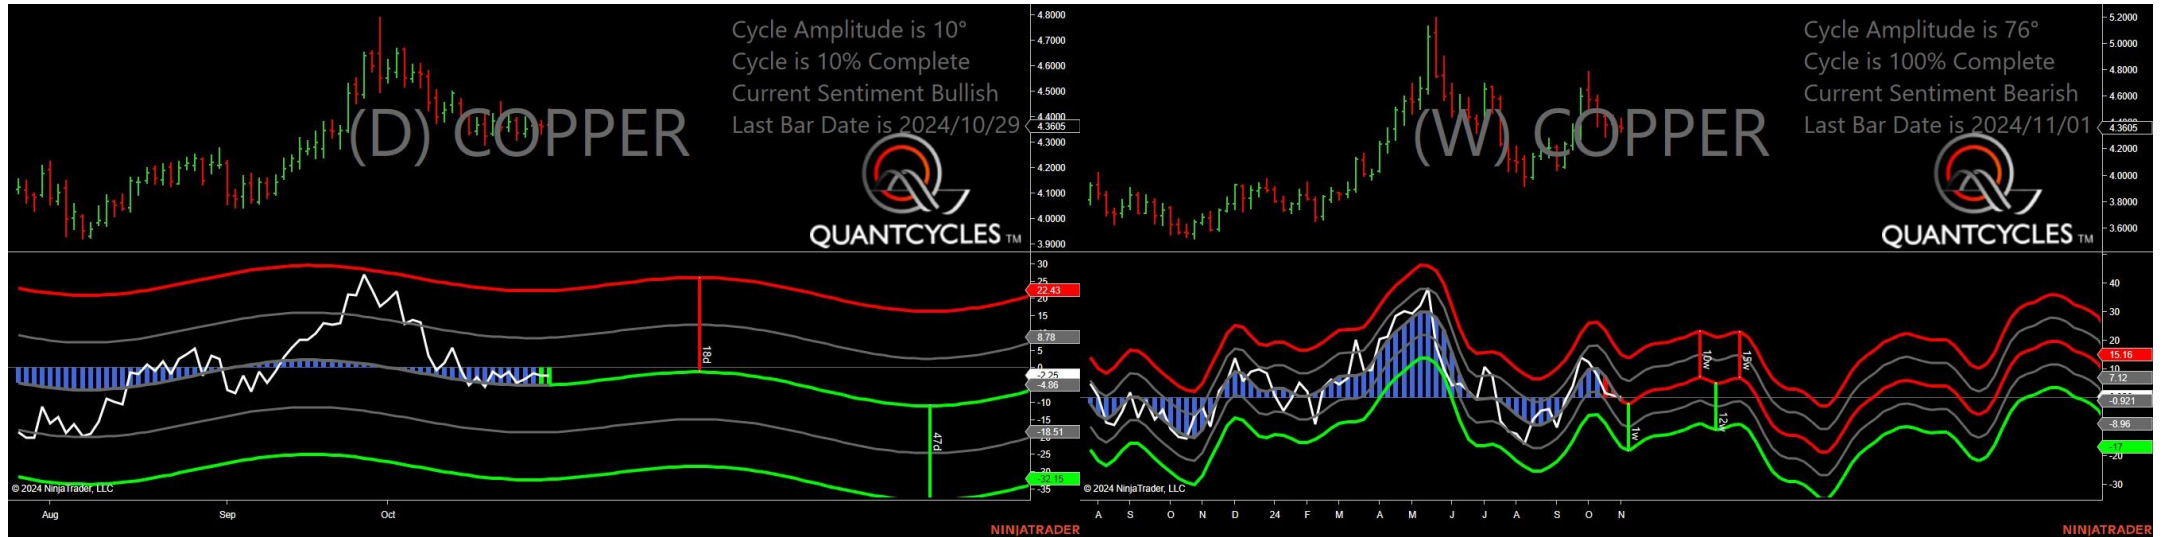 Cycle Amplitude is 10°
Cycle is 10% Complete
Current Sentiment Bullish
Last Bar Date is 2024/10/29
(D) COPPER
QUANTCYCLES TM
4.8000
4.7000
4.6000
4.5000
4.4000
4.3605
4.3000
4.2000
4.1000
4.0000
3.9000
30
25
22.43
20
15
8.78
5
0
-2.25
-4.86
-10
-15
-18.51
-25
-32.15
-35
18d
47d
© 2024 NinjaTrader, LLC
Aug Sep Oct
NINJATRADER
Cycle Amplitude is 76°
Cycle is 100% Complete
Current Sentiment Bearish
Last Bar Date is 2024/11/01
(W) COPPER
QUANTCYCLES TM
5.2000
5.0000
4.8000
4.6000
4.3605
4.2000
4.0000
3.8000
3.6000
40
30
20
15.16
10
7.12
-0.921
-8.96
-17
-20
-30
1w
10w
12w
15w
© 2024 NinjaTrader, LLC
A S O N D 24 F M A M J J A S O N
NINJATRADER